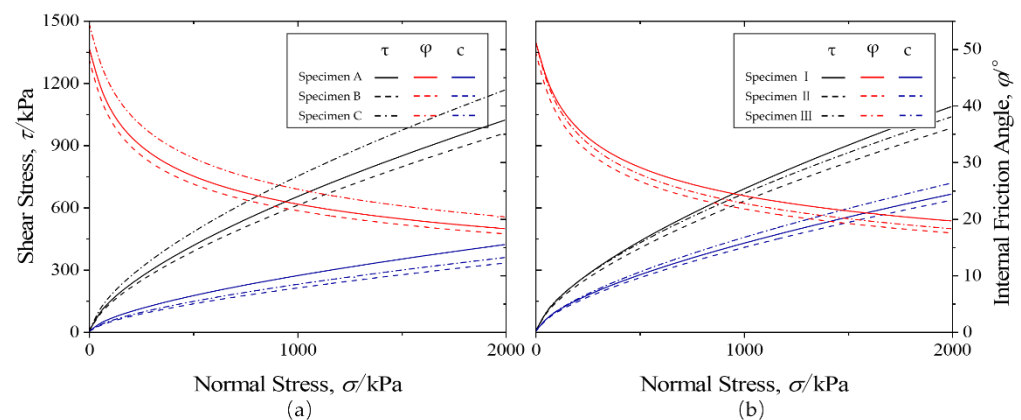 1500
1200
900
600
300
0
Shear Stress, τ/kPa
τ φ c
Specimen A
Specimen B
Specimen C
0 1000 2000
Normal Stress, σ/kPa
(a)
τ φ c
Specimen I
Specimen II
Specimen III
50
40
30
20
10
0
Internal Friction Angle, φ/°
0 1000 2000
Normal Stress, σ/kPa
(b)